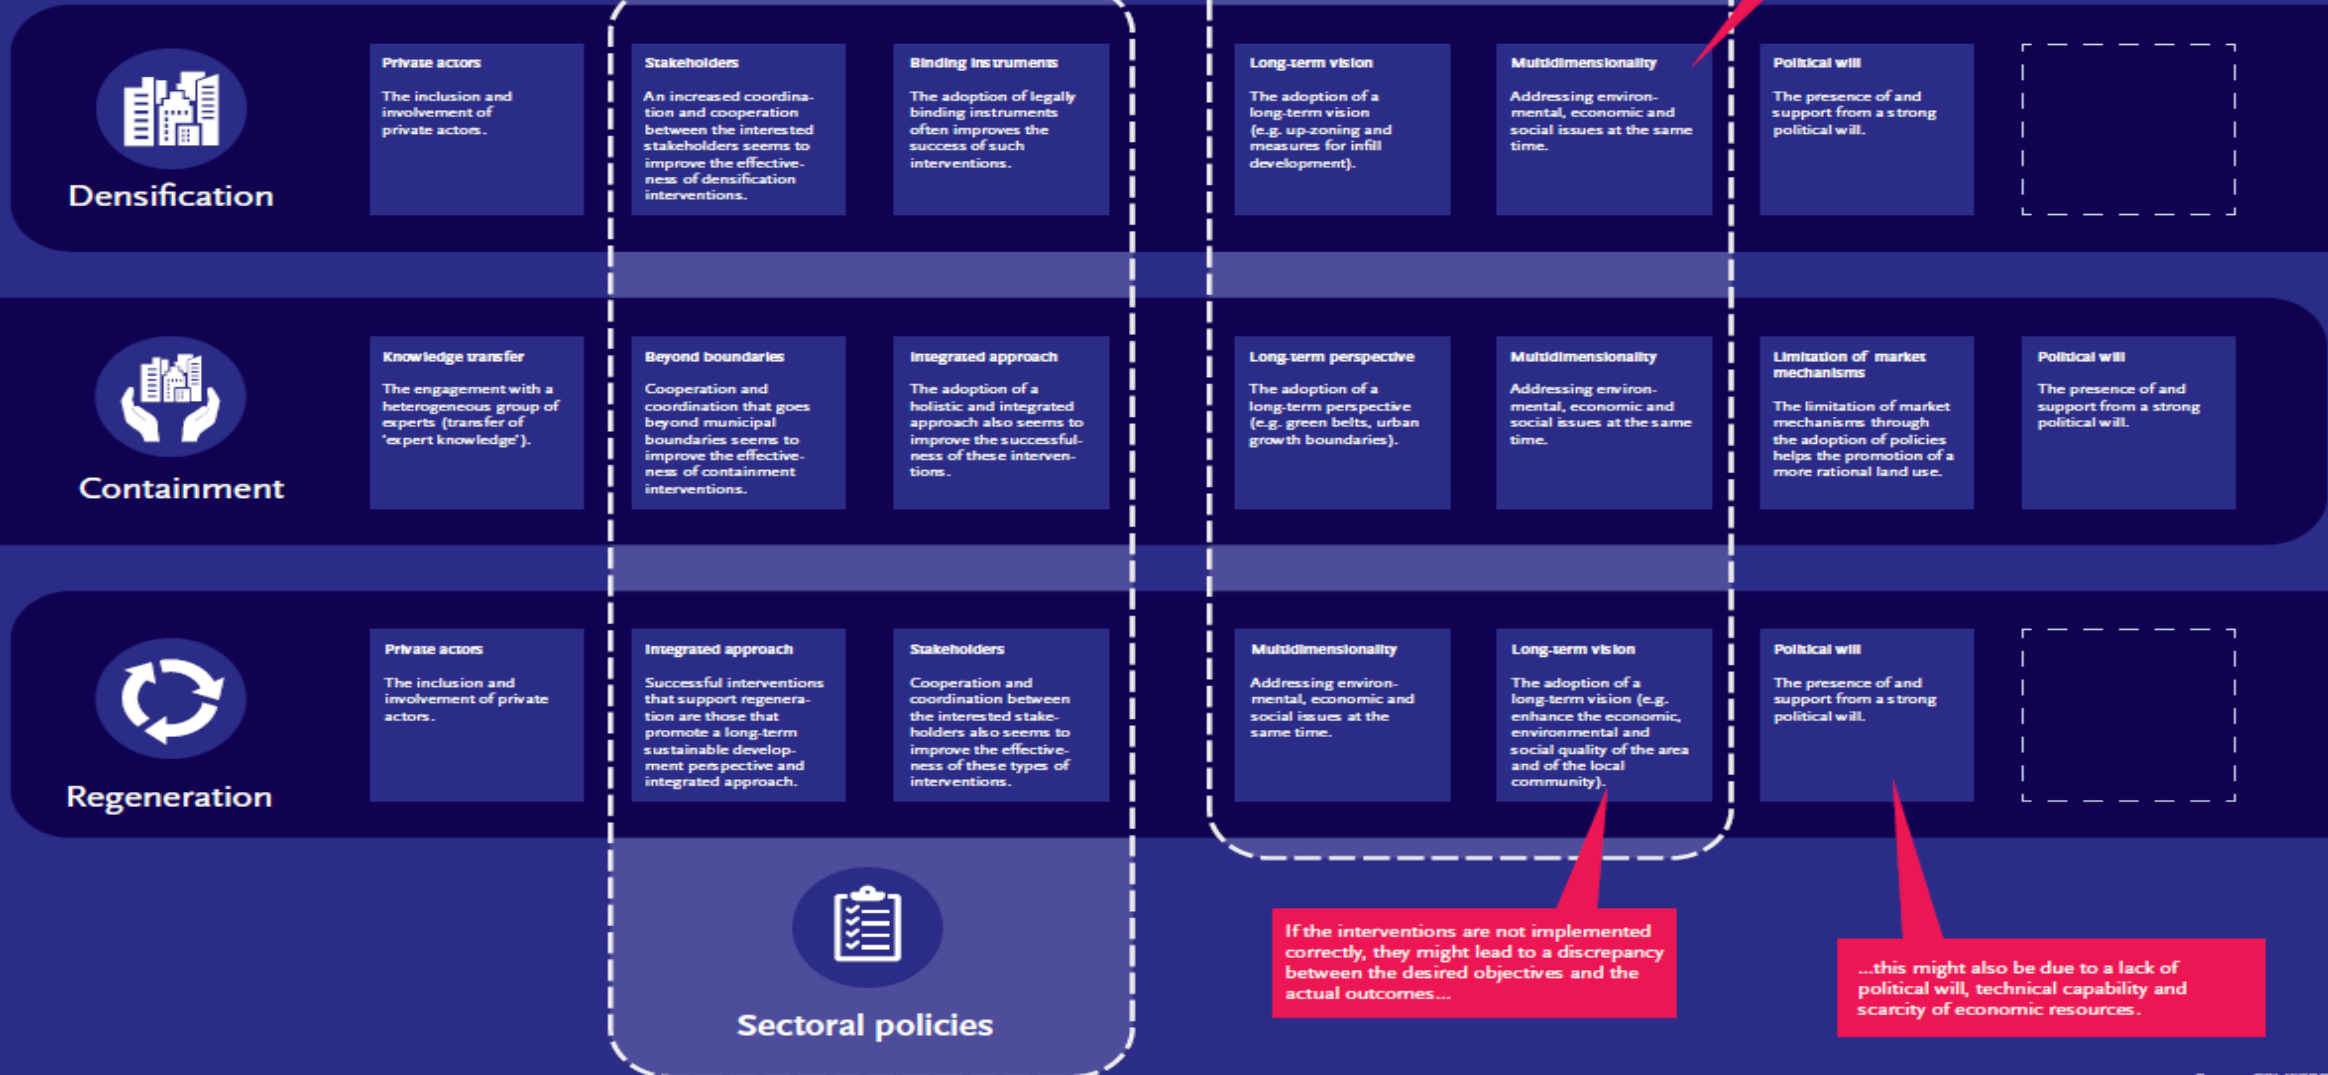 Densification
Private actors
The inclusion and
involvement of
private actors.
Stakeholders
An increased coordina-
tion and cooperation
between the interested
stakeholders seems to
improve the effective-
ness of densification
interventions.
Binding instruments
The adoption of legally
binding instruments
often improves the
success of such
interventions.
Long-term vision
The adoption of a
long-term vision
(e.g. up-zoning and
measures for infill
development).
Multidimensionality
Addressing environ-
mental, economic and
social issues at the same
time.
Political will
The presence of and
support from a strong
political will.
Containment
Knowledge transfer
The engagement with a
heterogeneous group of
experts (transfer of
'expert knowledge').
Beyond boundaries
Cooperation and
coordination that goes
beyond municipal
boundaries seems to
improve the effective-
ness of containment
interventions.
Integrated approach
The adoption of a
holistic and integrated
approach also seems to
improve the successful-
ness of these interven-
tions.
Long-term perspective
The adoption of a
long-term perspective
(e.g. green belts, urban
growth boundaries).
Multidimensionality
Addressing environ-
mental, economic and
social issues at the same
time.
Limitation of market
mechanisms
The limitation of market
mechanisms through
the adoption of policies
helps the promotion of a
more rational land use.
Political will
The presence of and
support from a strong
political will.
Regeneration
Private actors
The inclusion and
involvement of private
actors.
Integrated approach
Successful interventions
that support regenera-
tion are those that
promote a long-term
sustainable develop-
ment perspective and
integrated approach.
Stakeholders
Cooperation and
coordination between
the interested stake-
holders also seems to
improve the effective-
ness of these types of
interventions.
Multidimensionality
Addressing environ-
mental, economic and
social issues at the
same time.
Long-term vision
The adoption of a
long-term vision (e.g.
enhance the economic,
environmental and
social quality of the area
and of the local
community).
Political will
The presence of and
support from a strong
political will.
Sectoral policies
If the interventions are not implemented
correctly, they might lead to a discrepancy
between the desired objectives and the
actual outcomes...
...this might also be due to a lack of
political will, technical capability and
scarcity of economic resources.